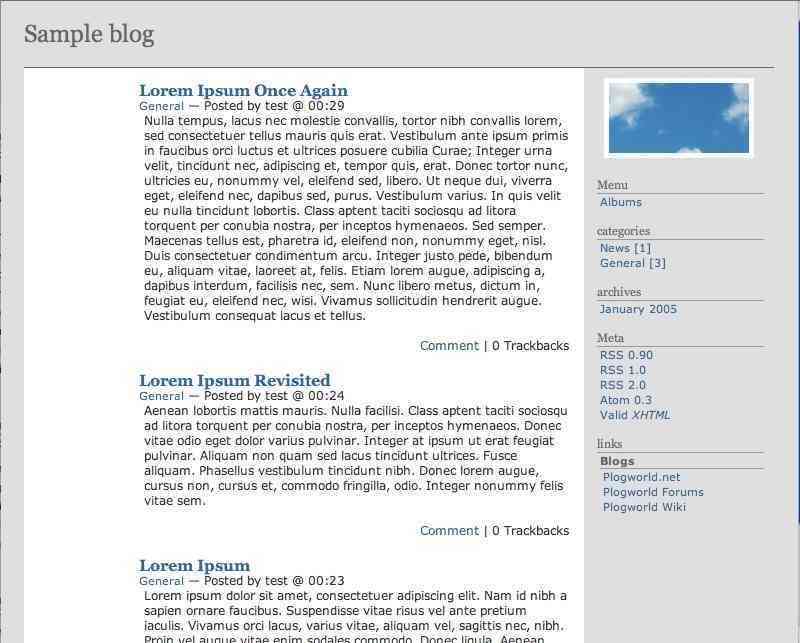 Sample blog
Lorem Ipsum Once Again
General — Posted by test @ 00:29
Nulla tempus, lacus nec molestie convallis, tortor nibh convallis lorem,
sed consectetuer tellus mauris quis erat. Vestibulum ante ipsum primis
in faucibus orci luctus et ultrices posuere cubilia Curae; Integer urna
velit, tincidunt nec, adipiscing et, tempor quis, erat. Donec tortor nunc,
ultricies eu, nonummy vel, eleifend sed, libero. Ut neque dui, viverra
eget, eleifend nec, dapibus sed, purus. Vestibulum varius. In quis velit
eu nulla tincidunt lobortis. Class aptent taciti sociosqu ad litora
torquent per conubia nostra, per inceptos hymenaeos. Sed semper.
Maecenas tellus est, pharetra id, eleifend non, nonummy eget, nisl.
Duis consectetuer condimentum arcu. Integer justo pede, bibendum
eu, aliquam vitae, laoreet at, felis. Etiam lorem augue, adipiscing a,
dapibus interdum, facilisis nec, sem. Nunc libero metus, dictum in,
feugiat eu, eleifend nec, wisi. Vivamus sollicitudin hendrerit augue.
Vestibulum consequat lacus et tellus.
Comment | 0 Trackbacks
Lorem Ipsum Revisited
General — Posted by test @ 00:24
Aenean lobortis mattis mauris. Nulla facilisi. Class aptent taciti sociosqu
ad litora torquent per conubia nostra, per inceptos hymenaeos. Donec
vitae odio eget dolor varius pulvinar. Integer at ipsum ut erat feugiat
pulvinar. Aliquam non quam sed lacus tincidunt ultrices. Fusce
aliquam. Phasellus vestibulum tincidunt nibh. Donec lorem augue,
cursus non, cursus et, commodo fringilla, odio. Integer nonummy felis
vitae sem.
Comment | 0 Trackbacks
Lorem Ipsum
General — Posted by test @ 00:23
Lorem ipsum dolor sit amet, consectetuer adipiscing elit. Nam id nibh a
sapien ornare faucibus. Suspendisse vitae risus vel ante pretium
iaculis. Vivamus orci lacus, varius vitae, aliquam vel, sagittis nec, nibh.
Proin vel augue vitae enim sodales commodo. Donec ligula. Aenean
Menu
Albums
categories
News [1]
General [3]
archives
January 2005
Meta
RSS 0.90
RSS 1.0
RSS 2.0
Atom 0.3
Valid XHTML
links
Blogs
Plogworld.net
Plogworld Forums
Plogworld Wiki